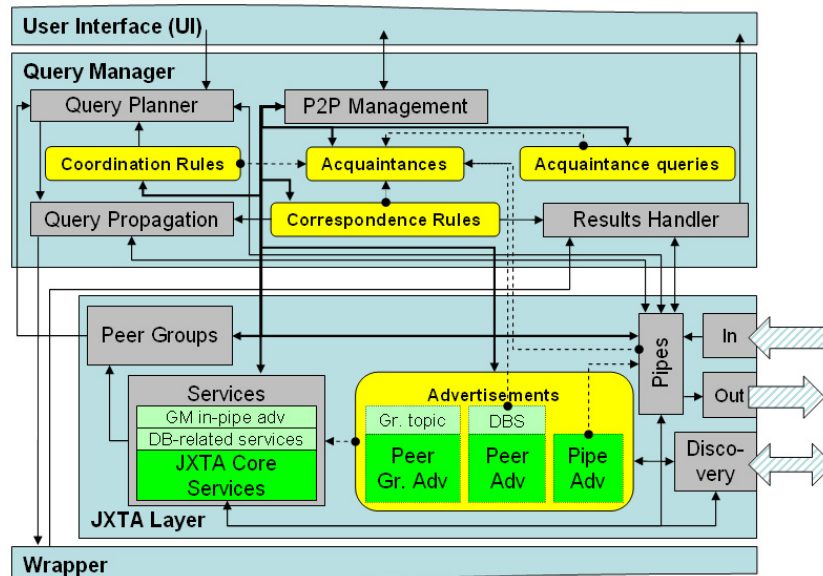 User Interface (UI)
Query Manager
Query Planner
P2P Management
Coordination Rules
Acquaintances
Acquaintance queries
Query Propagation
Correspondence Rules
Results Handler
Peer Groups
Pipes
In
Out
Services
GM in-pipe adv
DB-related services
JXTA Core
Services
Advertisements
Gr. topic
DBS
Peer
Gr. Adv
Peer
Adv
Pipe
Adv
Disco-
very
JXTA Layer
Wrapper